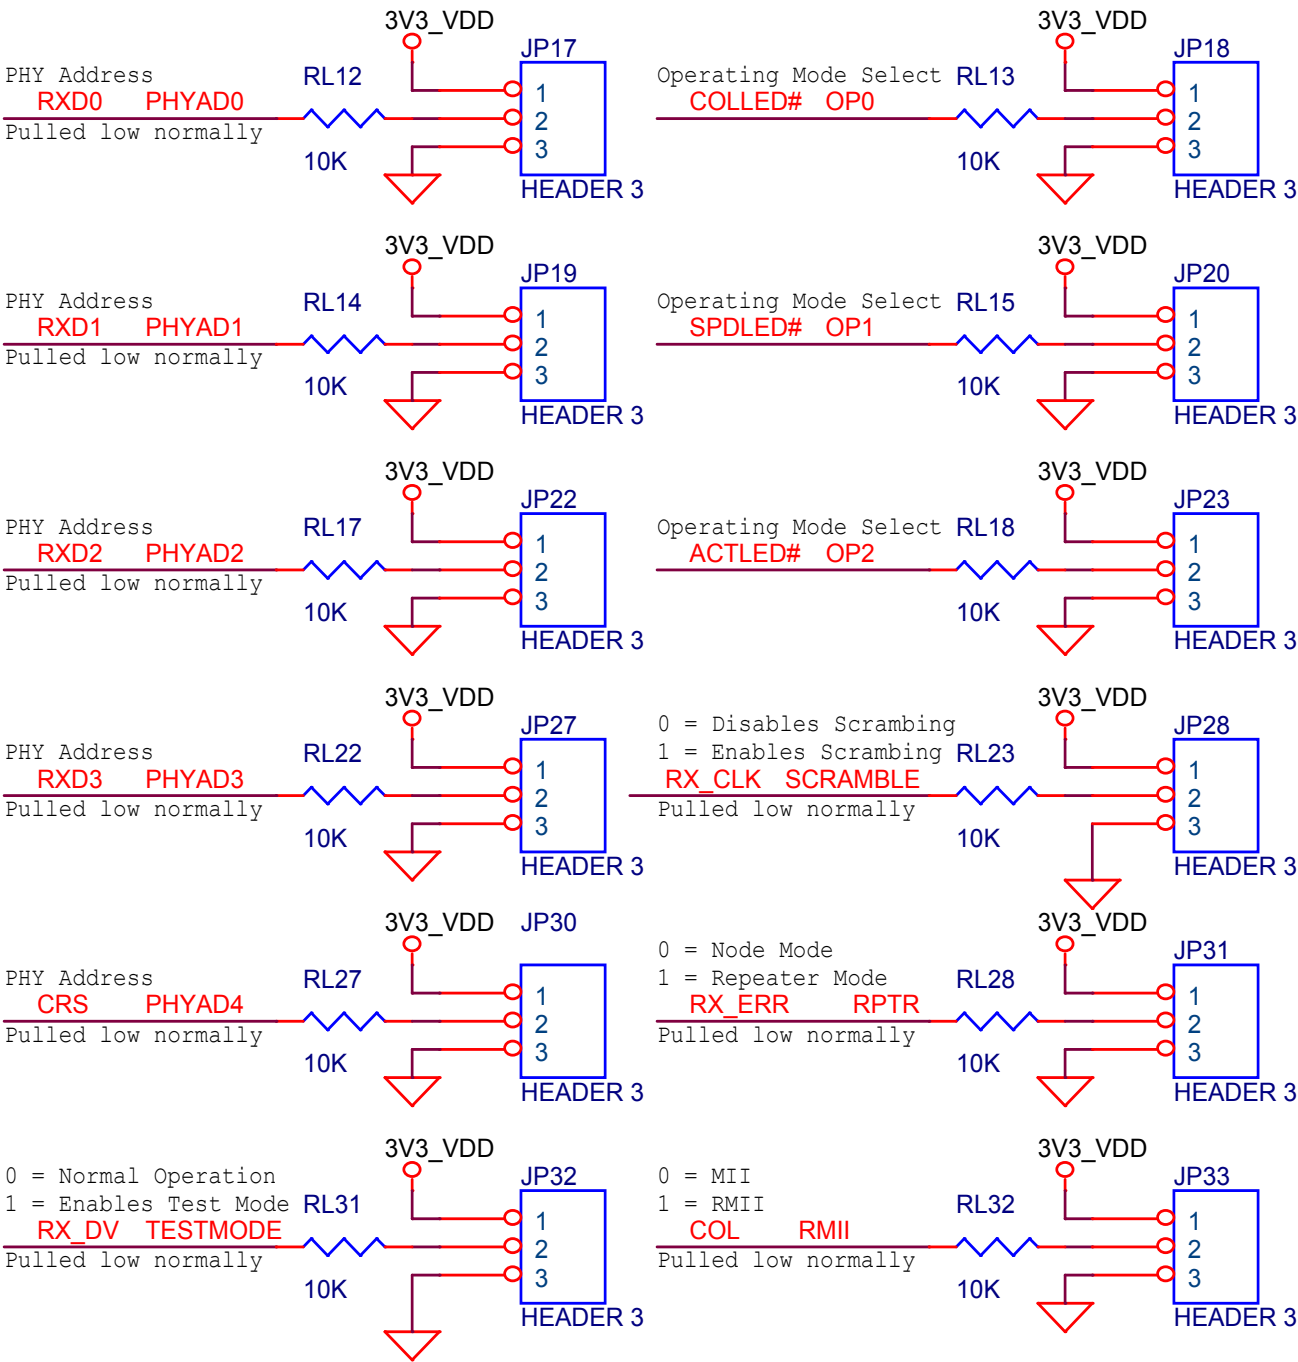 3V3_VDD
JP17
PHY Address
RL12
RXD0 PHYAD0
Pulled low normally
10K
1
2
3
HEADER 3
3V3_VDD
JP18
Operating Mode Select
RL13
COLLED# OP0
10K
1
2
3
HEADER 3
3V3_VDD
JP19
PHY Address
RL14
RXD1 PHYAD1
Pulled low normally
10K
1
2
3
HEADER 3
3V3_VDD
JP20
Operating Mode Select
RL15
SPDLED# OP1
10K
1
2
3
HEADER 3
3V3_VDD
JP22
PHY Address
RL17
RXD2 PHYAD2
Pulled low normally
10K
1
2
3
HEADER 3
3V3_VDD
JP23
Operating Mode Select
RL18
ACTLED# OP2
10K
1
2
3
HEADER 3
3V3_VDD
JP27
PHY Address
RL22
RXD3 PHYAD3
Pulled low normally
10K
1
2
3
HEADER 3
3V3_VDD
JP28
0 = Disables Scrambing
1 = Enables Scrambing
RL23
RX_CLK SCRAMBLE
Pulled low normally
10K
1
2
3
HEADER 3
3V3_VDD
JP30
PHY Address
RL27
CRS PHYAD4
Pulled low normally
10K
1
2
3
HEADER 3
3V3_VDD
JP31
0 = Node Mode
1 = Repeater Mode
RL28
RX_ERR RPTR
Pulled low normally
10K
1
2
3
HEADER 3
3V3_VDD
JP32
0 = Normal Operation
1 = Enables Test Mode
RL31
RX_DV TESTMODE
Pulled low normally
10K
1
2
3
HEADER 3
3V3_VDD
JP33
0 = MII
1 = RMII
RL32
COL RMII
Pulled low normally
10K
1
2
3
HEADER 3